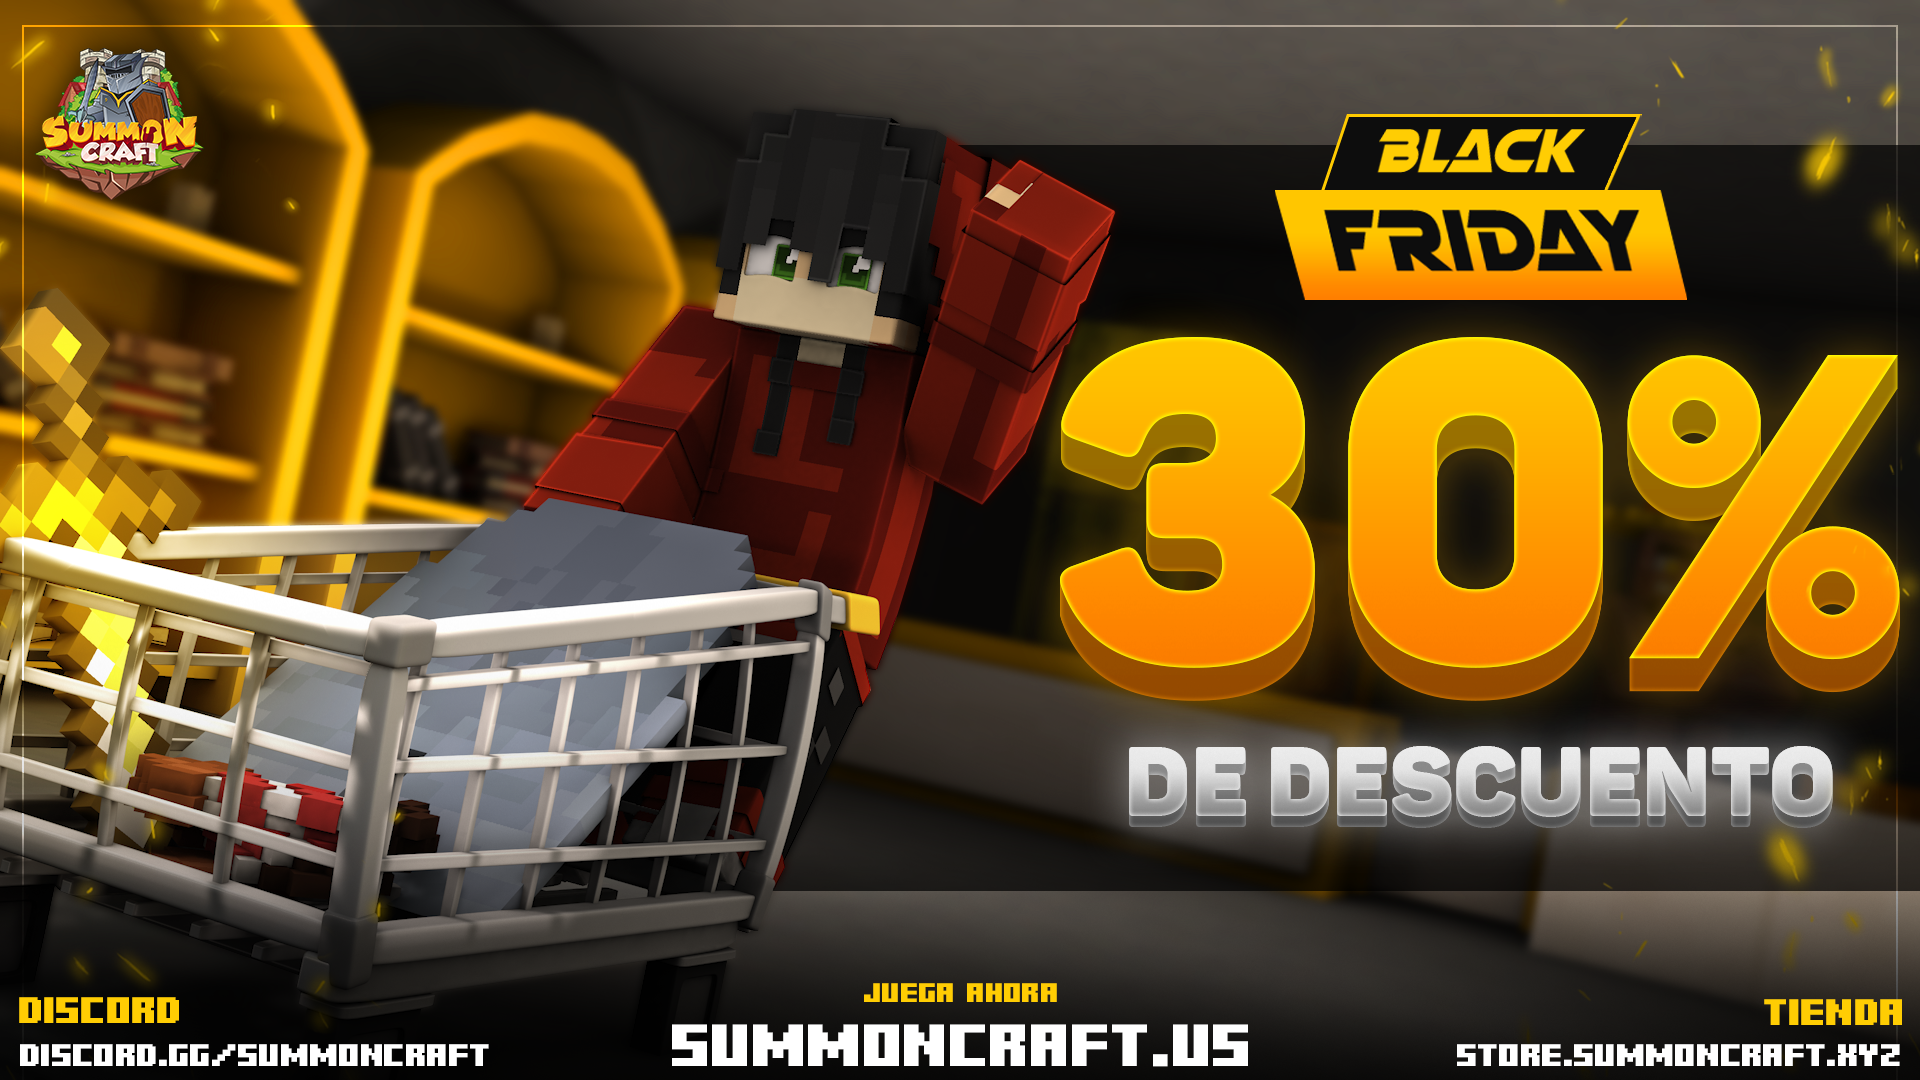 SUMMON
CRAFT
BLACK
FRIDAY
30%
DE DESCUENTO
DISCORD
DISCORD.GG/SUMMONCRAFT
JUEGA AHORA
SUMMONCRAFT.US
TIENDA
STORE.SUMMONCRAFT.XYZ